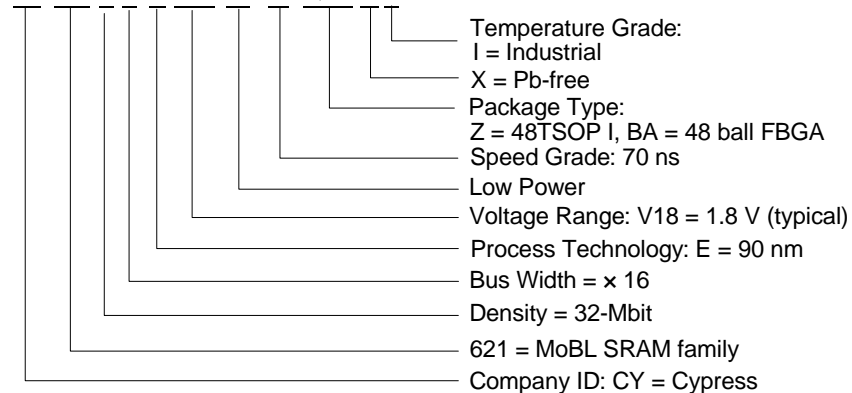 Temperature Grade:
I = Industrial
X = Pb-free
Package Type:
Z = 48TSOP I, BA = 48 ball FBGA
Speed Grade: 70 ns
Low Power
Voltage Range: V18 = 1.8 V (typical)
Process Technology: E = 90 nm
Bus Width = × 16
Density = 32-Mbit
621 = MoBL SRAM family
Company ID: CY = Cypress